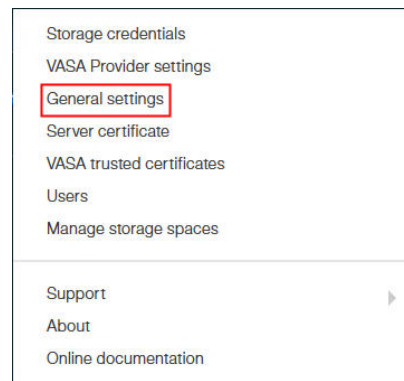 Storage credentials
VASA Provider settings
General settings
Server certificate
VASA trusted certificates
Users
Manage storage spaces
Support
About
Online documentation